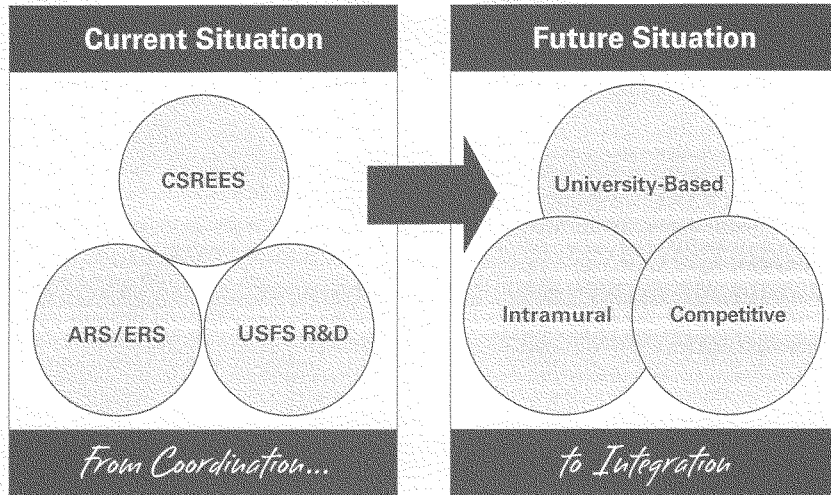 Current Situation
CSREES
ARS/ERS
USFS R&D
From Coordination...
Future Situation
University-Based
Intramural
Competitive
to Integration